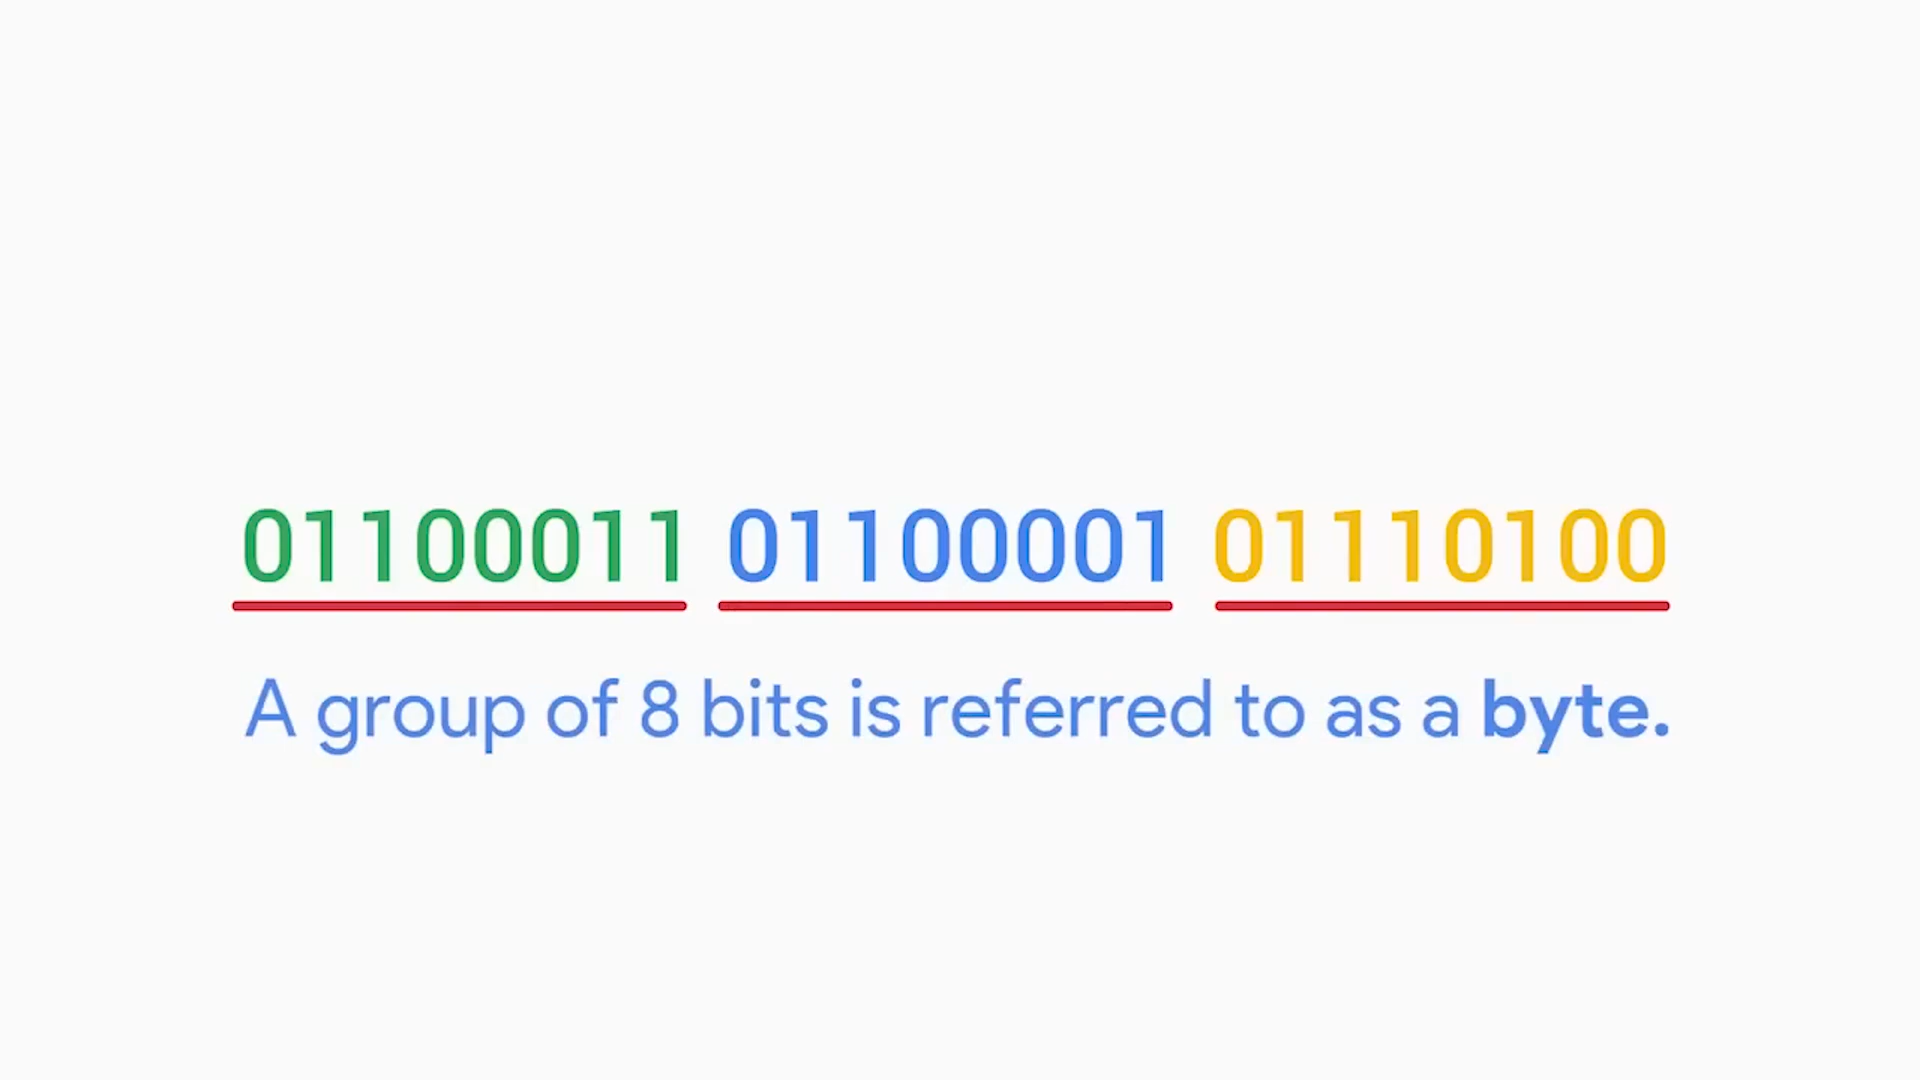 01100011 01100001 01110100
A group of 8 bits is referred to as a byte.